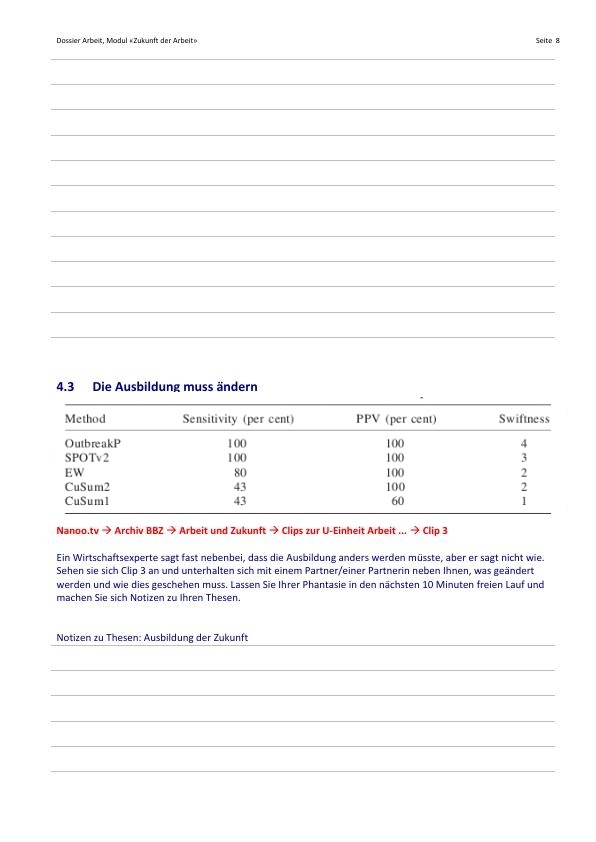 Dossier Arbeit, Modul «Zukunft der Arbeit» Seite 8
4.3 Die Ausbildung muss ändern
Method Sensitivity (per cent) PPV (per cent) Swiftness
OutbreakP 100 100 4
SPOTv2 100 100 3
EW 80 100 2
CuSum2 43 100 2
CuSum1 43 60 1
Nanoo.tv → Archiv BBZ → Arbeit und Zukunft → Clips zur U-Einheit Arbeit ... → Clip 3
Ein Wirtschaftsexperte sagt fast nebenbei, dass die Ausbildung anders werden müsste, aber er sagt nicht wie.
Sehen sie sich Clip 3 an und unterhalten sich mit einem Partner/einer Partnerin neben Ihnen, was geändert
werden und wie dies geschehen muss. Lassen Sie Ihrer Phantasie in den nächsten 10 Minuten freien Lauf und
machen Sie sich Notizen zu Ihren Thesen.
Notizen zu Thesen: Ausbildung der Zukunft